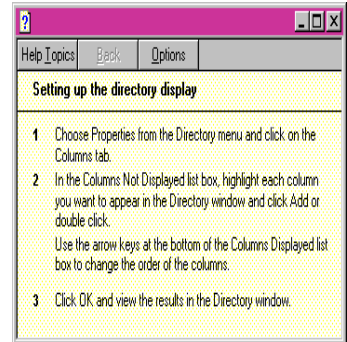 ?
Help Topics Back Options
Setting up the directory display
1 Choose Properties from the Directory menu and click on the
Columns tab.
2 In the Columns Not Displayed list
box, highlight each column
you want to appear in the Directory window and click Add or
double click.
Use the arrow keys at the bottom of the Columns Displayed list
box to change the order of the columns.
3 Click OK and view the results in the Directory window.